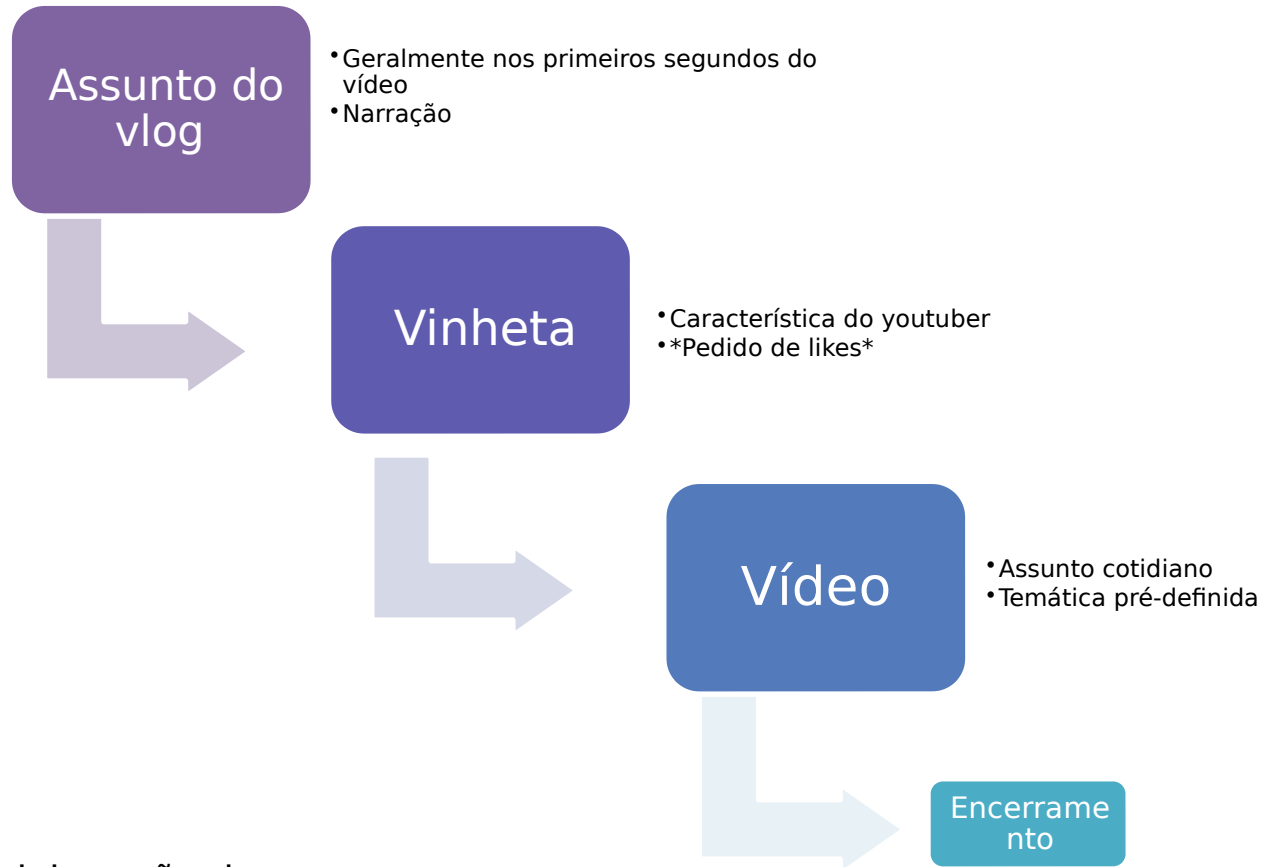 Assunto do
vlog
•Geralmente nos primeiros segundos do
vídeo
•Narração
Vinheta
•Característica do youtuber
•*Pedido de likes*
Vídeo
•Assunto cotidiano
•Temática pré-definida
Encerrame
nto